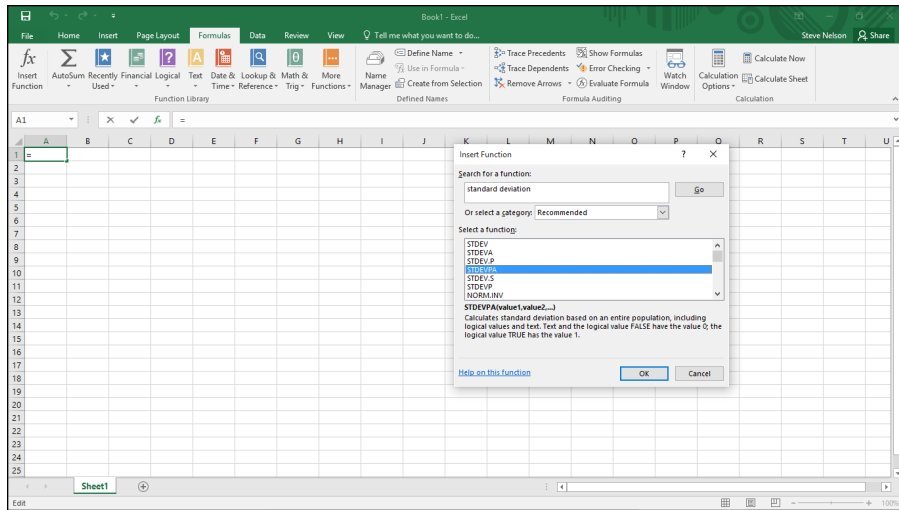 Book1 - Excel
File Home Insert Page Layout Formulas Data Review View Tell me what you want to do... Steve Nelson Share
Insert Function
AutoSum
Recently Used
Financial
Logical
Text
Date & Time
Lookup & Reference
Math & Trig
More Functions
Function Library
Name Manager
Define Name
Use in Formula
Create from Selection
Defined Names
Trace Precedents
Trace Dependents
Remove Arrows
Show Formulas
Error Checking
Evaluate Formula
Formula Auditing
Watch Window
Calculation Options
Calculate Now
Calculate Sheet
Calculation
A1 fx =
A B C D E F G H I J K L M N O P Q R S T U
1 =
2
3
4
5
6
7
8
9
10
11
12
13
14
15
16
17
18
19
20
21
22
23
24
25
Insert Function ? X
Search for a function:
standard deviation
Go
Or select a category: Recommended
Select a function:
STDEV
STDEVA
STDEV.P
STDEVPA
STDEV.S
STDEVP
NORM.INV
STDEVPA(value1,value2,...)
Calculates standard deviation based on an entire population, including
logical values and text. Text and the logical value FALSE have the value 0; the
logical value TRUE has the value 1.
Help on this function
OK Cancel
Sheet1
Edit
100%